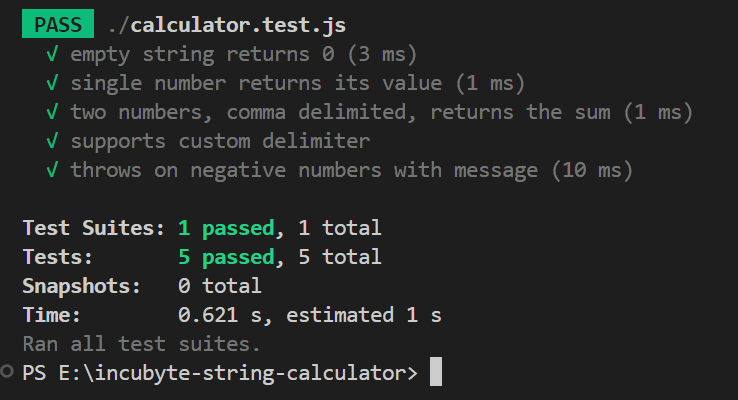 PASS ./calculator.test.js
√ empty string returns 0 (3 ms)
√ single number returns its value (1 ms)
√ two numbers, comma delimited, returns the sum (1 ms)
√ supports custom delimiter
√ throws on negative numbers with message (10 ms)
Test Suites: 1 passed, 1 total
Tests:       5 passed, 5 total
Snapshots:   0 total
Time:        0.621 s, estimated 1 s
Ran all test suites.
PS E:\incubyte-string-calculator>